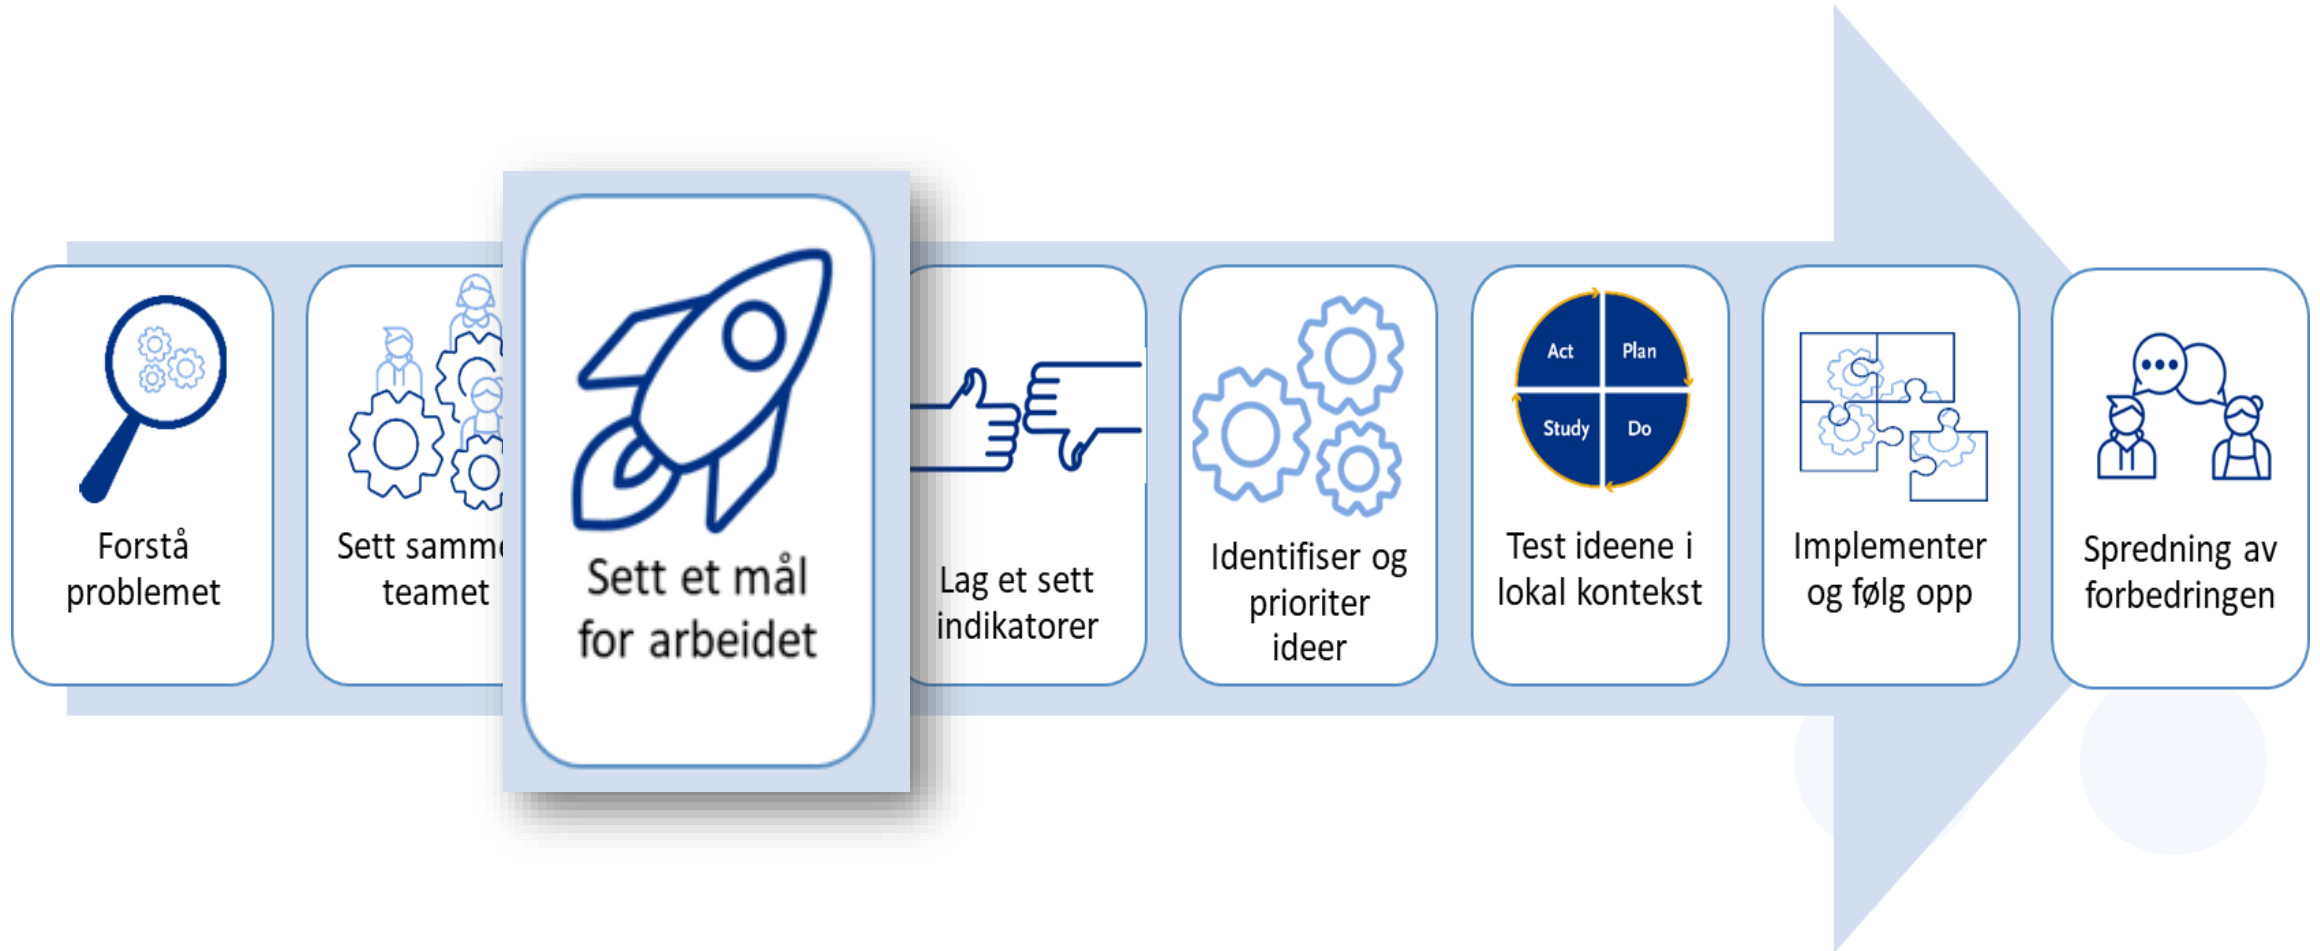 Forstå
problemet
Sett samme
teamet
Sett et mål
for arbeidet
Lag et sett
indikatorer
Identifiser og
prioriter
ideer
Act
Plan
Study
Do
Test ideene i
lokal kontekst
Implementer
og følg opp
Spredning av
forbedringen